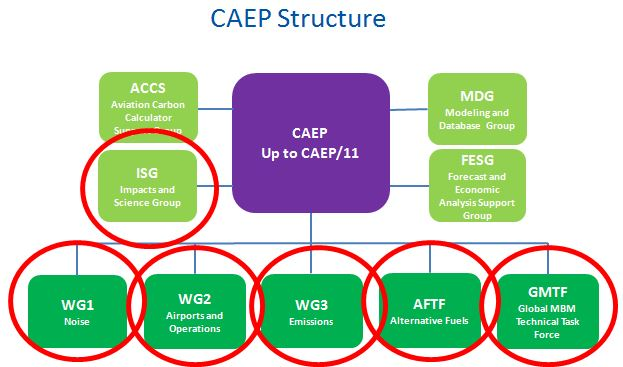 CAEP Structure
ACCS
Aviation Carbon
Calculator
Support Group
MDG
Modeling and
Database Group
CAEP
Up to CAEP/11
ISG
Impacts and
Science Group
FESG
Forecast and
Economic
Analysis Support
Group
WG1
Noise
WG2
Airports and
Operations
WG3
Emissions
AFTF
Alternative Fuels
GMTF
Global MBM
Technical Task
Force